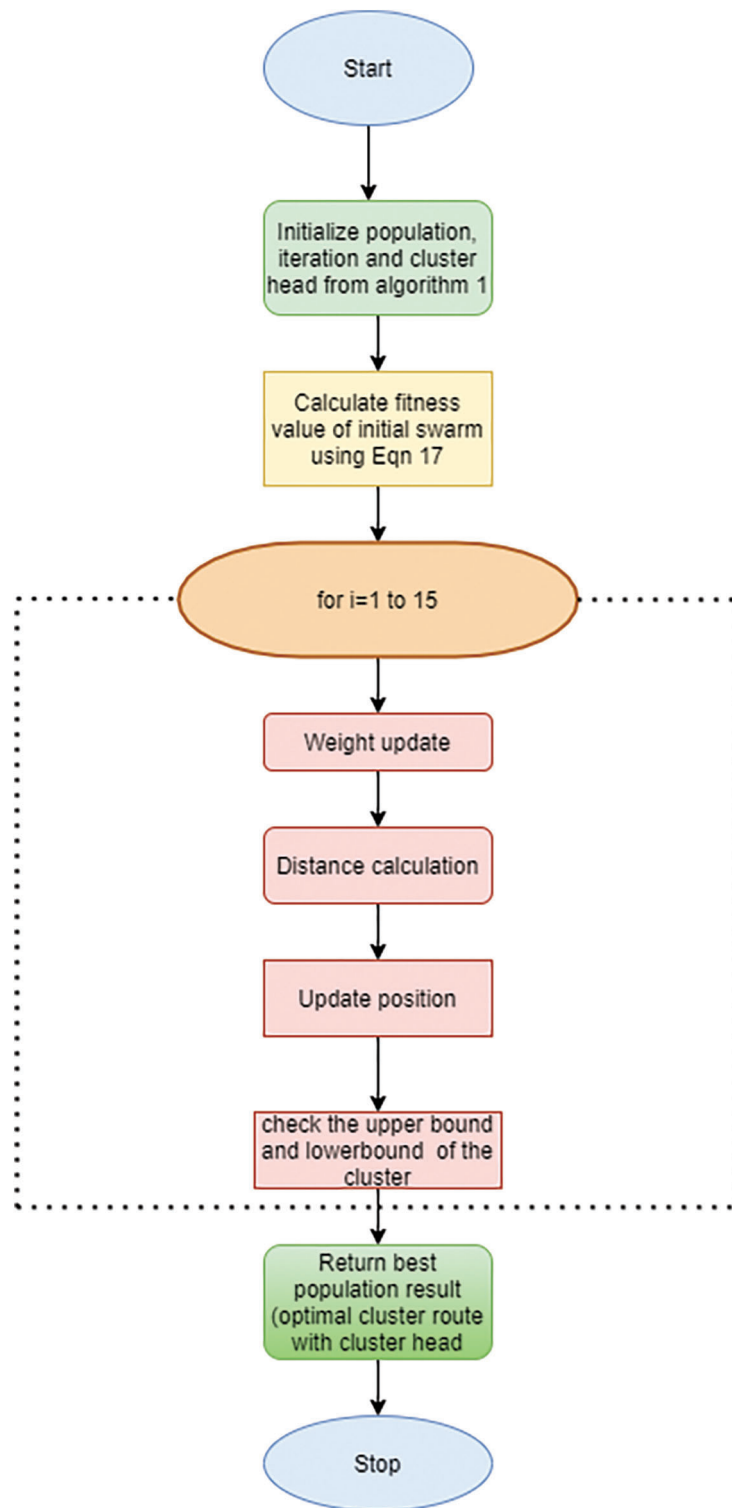 Start
Initialize population,
iteration and cluster
head from algorithm 1
Calculate fitness
value of initial swarm
using Eqn 17
for i=1 to 15
Weight update
Distance calculation
Update position
check the upper bound
and lowerbound of the
cluster
Return best
population result
(optimal cluster route
with cluster head
Stop